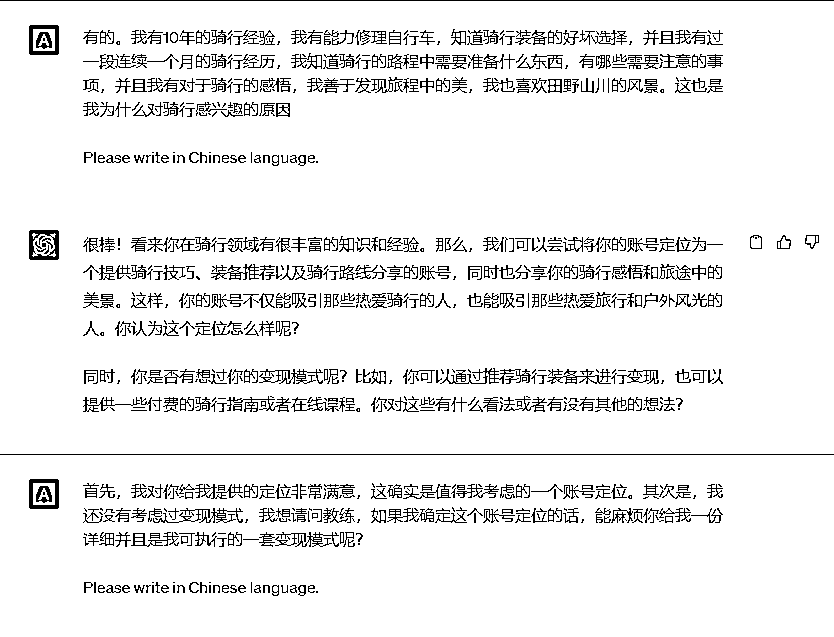 有的。我有10年的骑行经验，我有能力修理自行车，知道骑行装备的好坏选择，并且我有过
一段连续一个月的骑行经历，我知道骑行的路程中需要准备什么东西，有哪些需要注意的事
项，并且我有对于骑行的感悟，我善于发现旅程中的美，我也喜欢田野山川的风景。这也是
我为什么对骑行感兴趣的原因
Please write in Chinese language.
很棒！看来你在骑行领域有很丰富的知识和经验。那么，我们可以尝试将你的账号定位为一
个提供骑行技巧、装备推荐以及骑行路线分享的账号，同时也分享你的骑行感悟和旅途中的
美景。这样，你的账号不仅能吸引那些热爱骑行的人，也能吸引那些热爱旅行和户外风光的
人。你认为这个定位怎么样呢？
同时，你是否有想过你的变现模式呢？比如，你可以通过推荐骑行装备来进行变现，也可以
提供一些付费的骑行指南或者在线课程。你对这些有什么看法或者有没有其他的想法？
首先，我对你给我提供的定位非常满意，这确实是值得我考虑的一个账号定位。其次是，我
还没有考虑过变现模式，我想请问教练，如果我确定这个账号定位的话，能麻烦你给我一份
详细并且是我可执行的一套变现模式呢？
Please write in Chinese language.